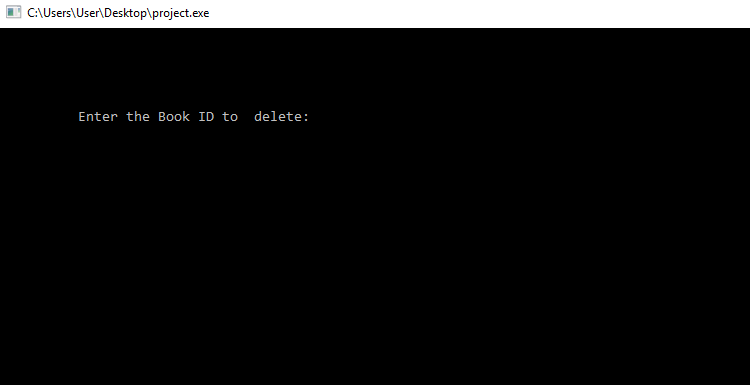 C:\Users\User\Desktop\project.exe
Enter the Book ID to  delete: